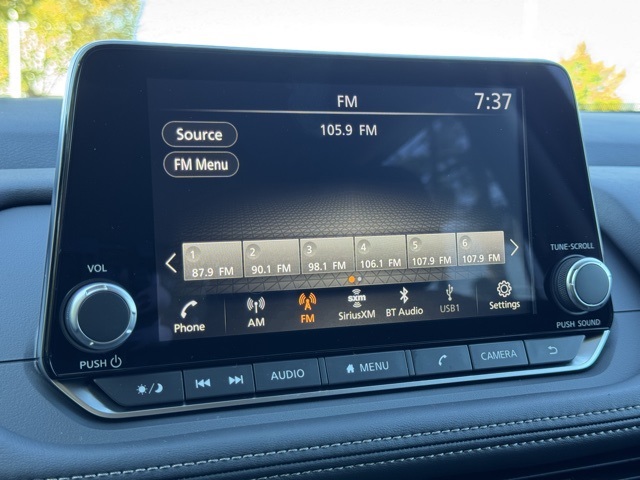 FM
7:37
Source
105.9 FM
FM Menu
1 2 3 4 5 6
87.9 FM 90.1 FM 98.1 FM 106.1 FM 107.9 FM 107.9 FM
VOL
TUNE·SCROLL
Phone
AM
FM
sxm
SiriusXM
BT Audio
USB1
Settings
PUSH
PUSH SOUND
AUDIO
MENU
CAMERA